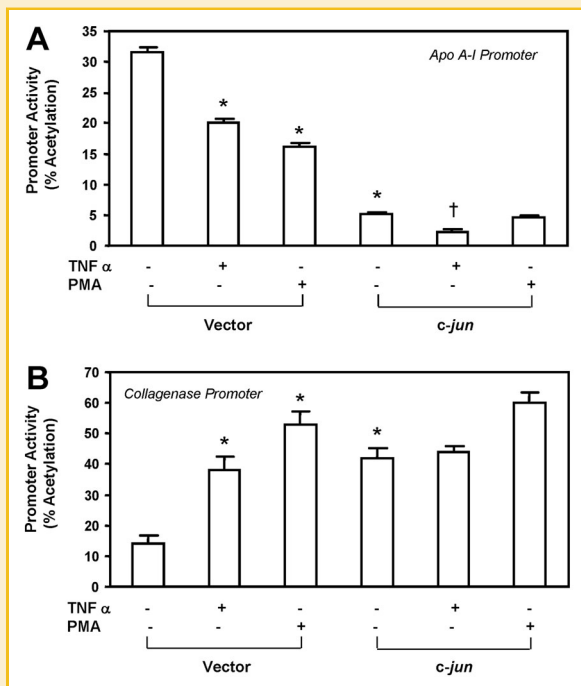 A
Apo A-I Promoter
Promoter Activity
(% Acetylation)
35
30
25
20
15
10
5
0
* * * †
TNF α - + - - + -
PMA - - + - - +
Vector c-jun
B
Collagenase Promoter
Promoter Activity
(% Acetylation)
70
60
50
40
30
20
10
0
* * *
TNF α - + - - + -
PMA - - + - - +
Vector c-jun